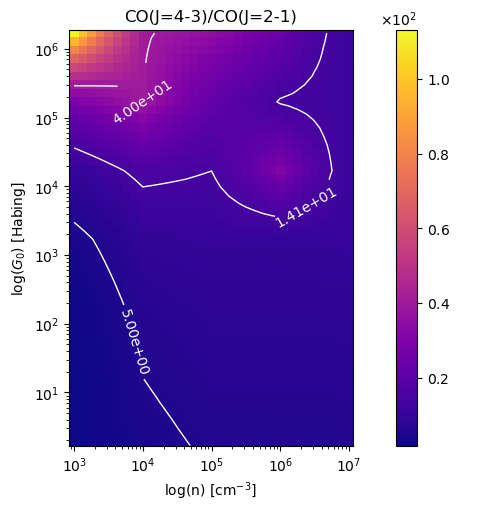 CO(J=4-3)/CO(J=2-1)
×10²
10⁶
10⁵
10⁴
10³
10²
10¹
log(G₀) [Habing]
4.00e+01
1.41e+01
5.00e+00
10³ 10⁴ 10⁵ 10⁶ 10⁷
log(n) [cm⁻³]
1.0
0.8
0.6
0.4
0.2